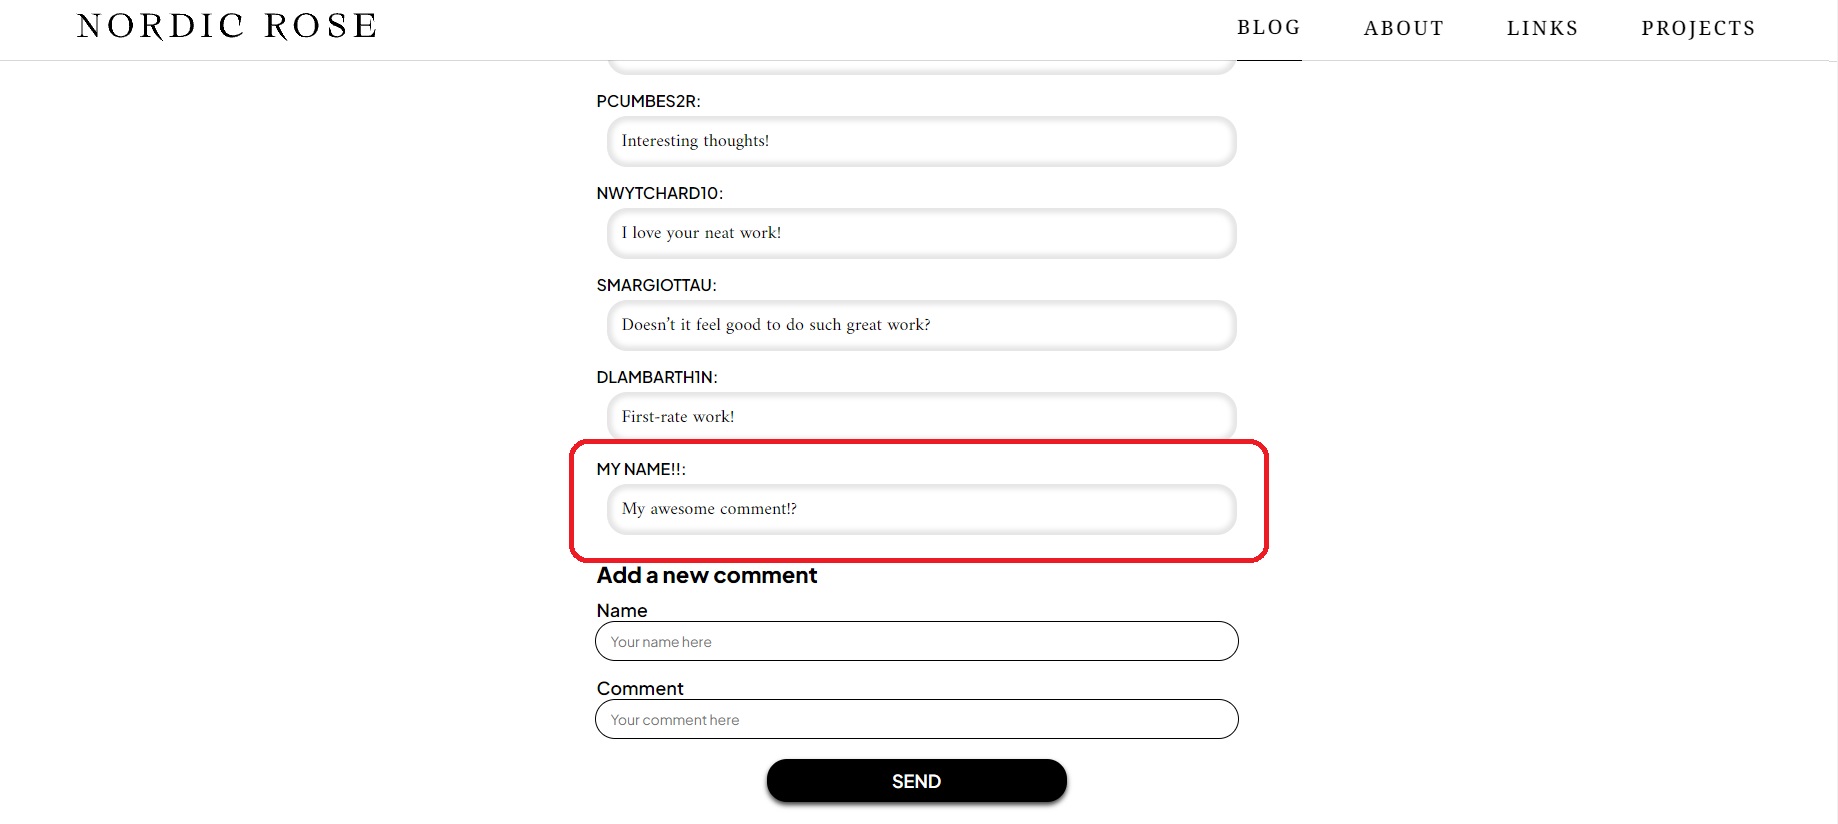 NORDIC ROSE
BLOG ABOUT LINKS PROJECTS
PCUMBES2R:
Interesting thoughts!
NWYTCHARD10:
I love your neat work!
SMARGIOTTAU:
Doesn’t it feel good to do such great work?
DLAMBARTH1N:
First-rate work!
MY NAME!!:
My awesome comment!?
Add a new comment
Name
Your name here
Comment
Your comment here
SEND